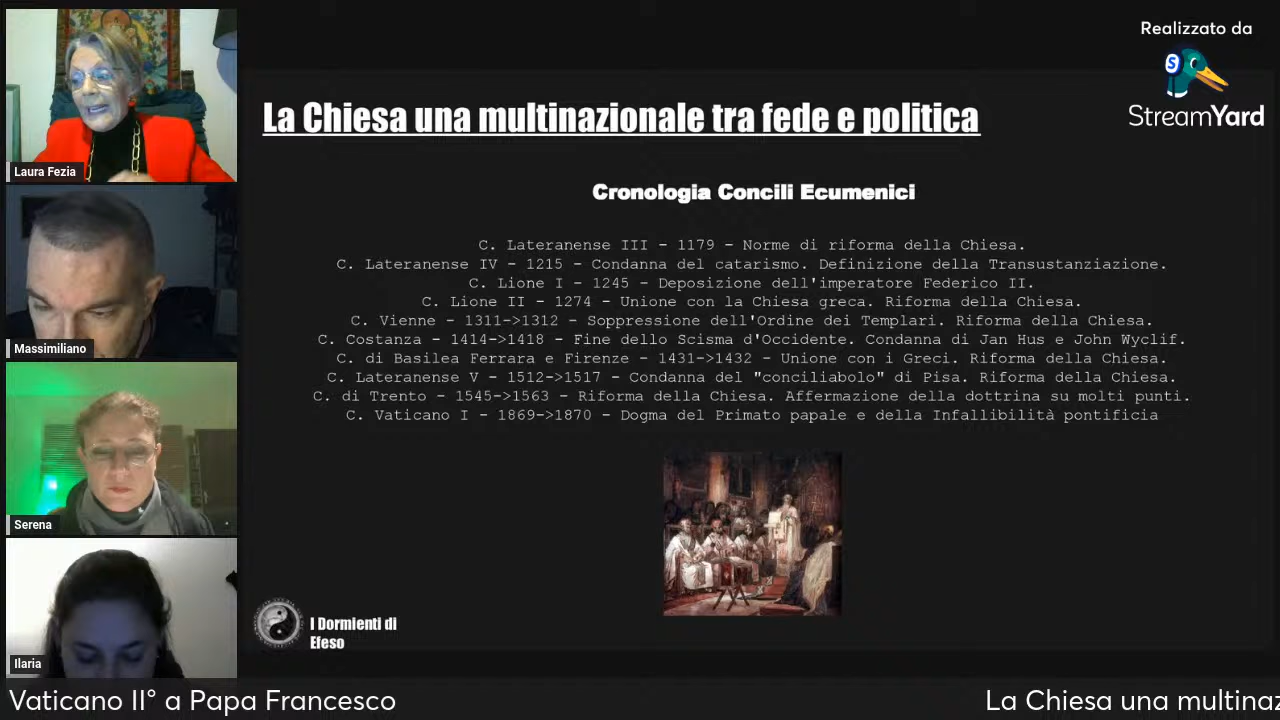 Realizzato da
StreamYard
La Chiesa una multinazionale tra fede e politica
Cronologia Concili Ecumenici
C. Lateranense III - 1179 - Norme di riforma della Chiesa.
C. Lateranense IV - 1215 - Condanna del catarismo. Definizione della Transustanziazione.
C. Lione I - 1245 - Deposizione dell'imperatore Federico II.
C. Lione II - 1274 - Unione con la Chiesa greca. Riforma della Chiesa.
C. Vienne - 1311->1312 - Soppressione dell'Ordine dei Templari. Riforma della Chiesa.
C. Costanza - 1414->1418 - Fine dello Scisma d'Occidente. Condanna di Jan Hus e John Wyclif.
C. di Basilea Ferrara e Firenze - 1431->1432 - Unione con i Greci. Riforma della Chiesa.
C. Lateranense V - 1512->1517 - Condanna del "conciliabolo" di Pisa. Riforma della Chiesa.
C. di Trento - 1545->1563 - Riforma della Chiesa. Affermazione della dottrina su molti punti.
C. Vaticano I - 1869->1870 - Dogma del Primato papale e della Infallibilità pontificia
Laura Fezia
Massimiliano
Serena
Ilaria
I Dormienti di
Efeso
Vaticano II° a Papa Francesco
La Chiesa una multinaz